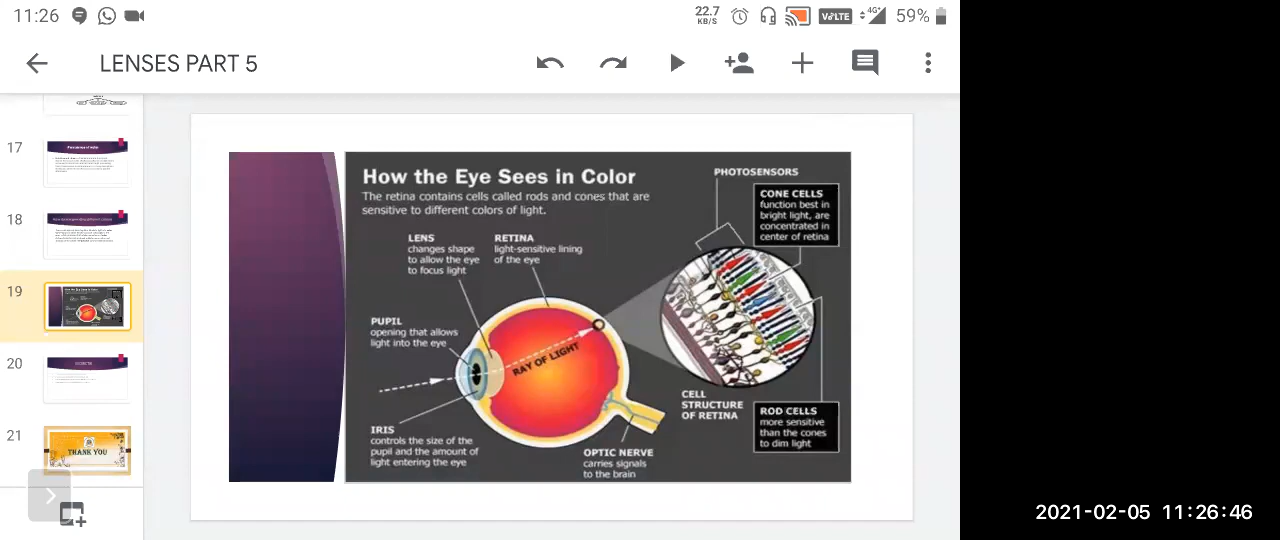 11:26
22.7
KB/S
VoLTE
4G+
59%
LENSES PART 5
17
18
19
20
21
THANK YOU
How the Eye Sees in Color
The retina contains cells called rods and cones that are
sensitive to different colors of light.
PHOTOSENSORS
CONE CELLS
function best in
bright light, are
concentrated in
center of retina
LENS
changes shape
to allow the eye
to focus light
RETINA
light-sensitive lining
of the eye
PUPIL
opening that allows
light into the eye
RAY OF LIGHT
IRIS
controls the size of the
pupil and the amount of
light entering the eye
OPTIC NERVE
carries signals
to the brain
CELL
STRUCTURE
OF RETINA
ROD CELLS
more sensitive
than the cones
to dim light
2021-02-05 11:26:46